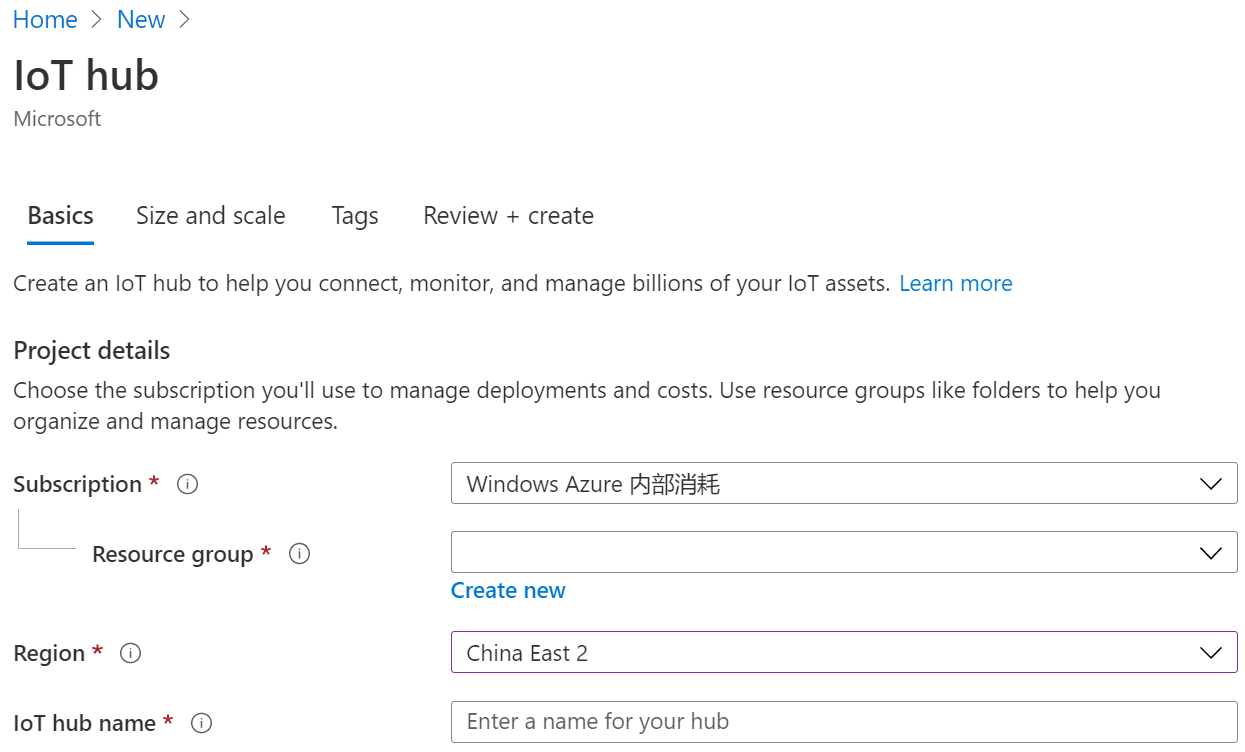 Home > New >
IoT hub
Microsoft
Basics Size and scale Tags Review + create
Create an IoT hub to help you connect, monitor, and manage billions of your IoT assets. Learn more
Project details
Choose the subscription you'll use to manage deployments and costs. Use resource groups like folders to help you
organize and manage resources.
Subscription * Windows Azure 内部消耗
Resource group *
Create new
Region * China East 2
IoT hub name * Enter a name for your hub